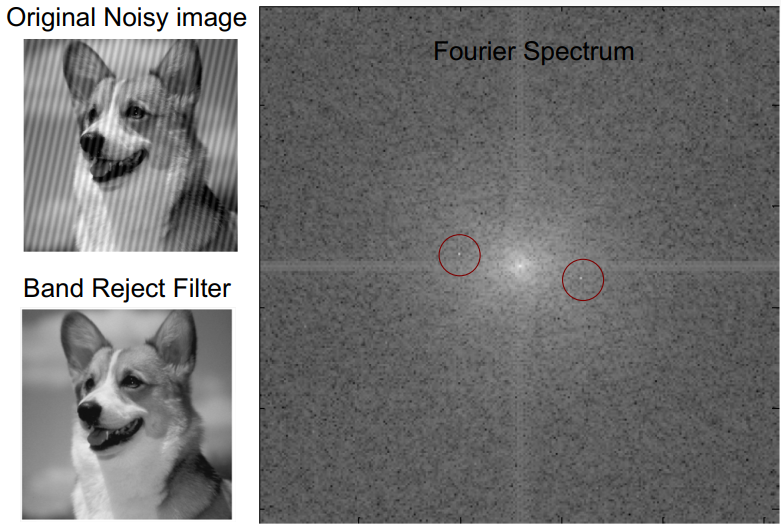 Original Noisy image
Fourier Spectrum
Band Reject Filter